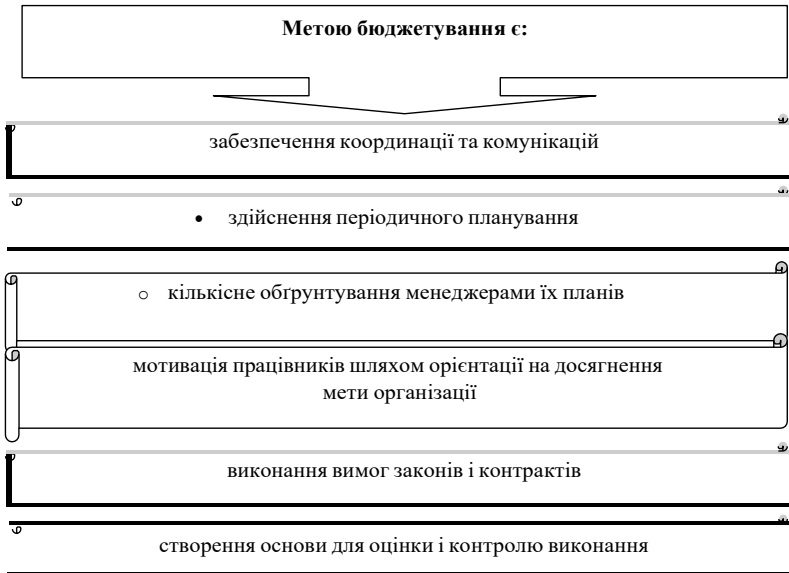 Метою бюджетування є:
забезпечення координації та комунікацій
• здійснення періодичного планування
o кількісне обґрунтування менеджерами їх планів
мотивація працівників шляхом орієнтації на досягнення
мети організації
виконання вимог законів і контрактів
створення основи для оцінки і контролю виконання